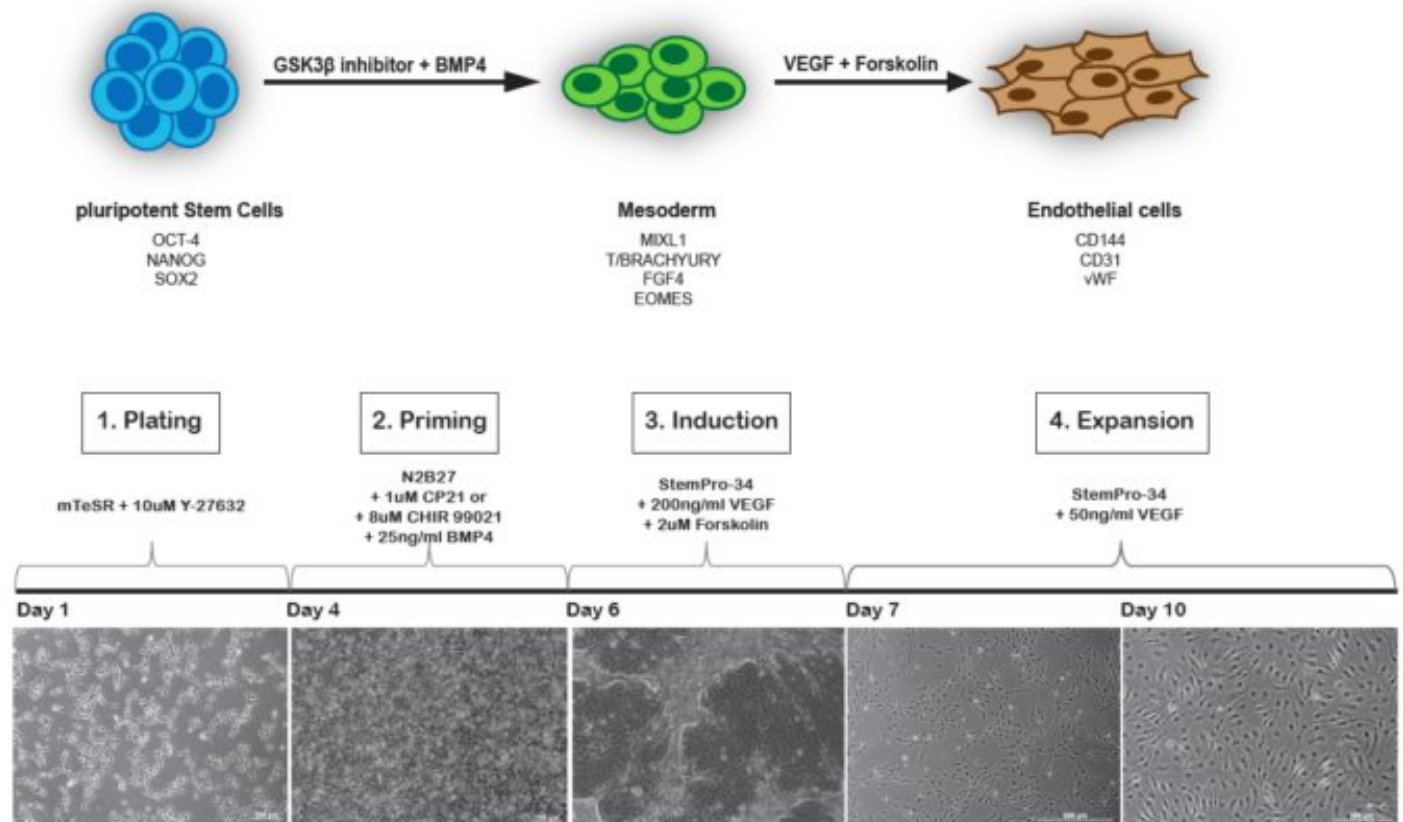 GSK3β inhibitor + BMP4
VEGF + Forskolin
pluripotent Stem Cells
OCT-4
NANOG
SOX2
Mesoderm
MIXL1
T/BRACHYURY
FGF4
EOMES
Endothelial cells
CD144
CD31
vWF
1. Plating
mTeSR + 10uM Y-27632
2. Priming
N2B27
+ 1uM CP21 or
+ 8uM CHIR 99021
+ 25ng/ml BMP4
3. Induction
StemPro-34
+ 200ng/ml VEGF
+ 2uM Forskolin
4. Expansion
StemPro-34
+ 50ng/ml VEGF
Day 1
Day 4
Day 6
Day 7
Day 10